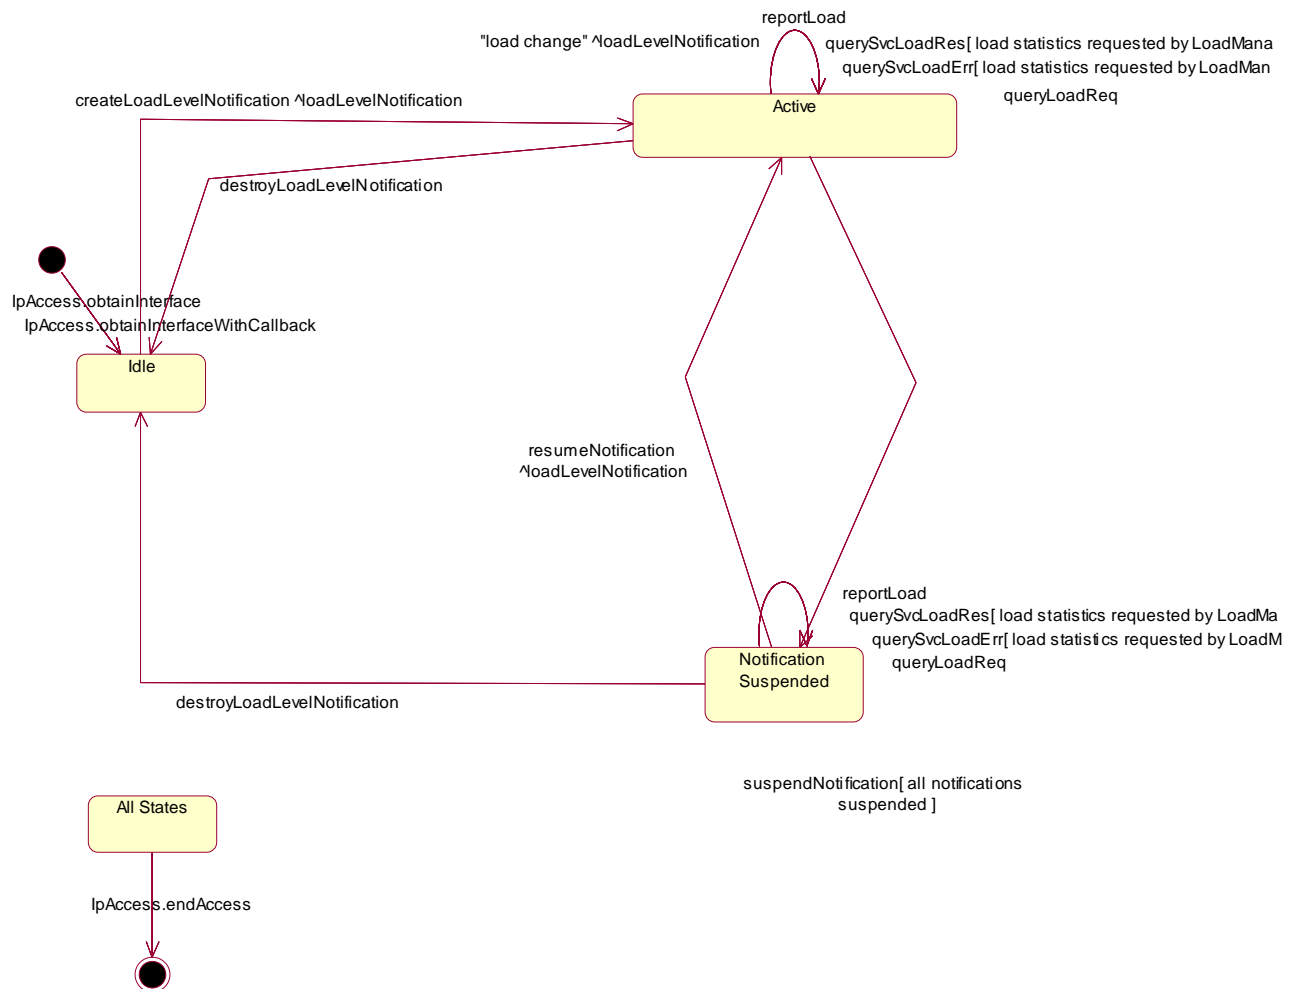 reportLoad
"load change" ^loadLevelNotification
querySvcLoadRes[ load statistics requested by LoadMana
querySvcLoadErr[ load statistics requested by LoadMan
queryLoadReq
createLoadLevelNotification ^loadLevelNotification
Active
destroyLoadLevelNotification
IpAccess.obtainInterface
IpAccess.obtainInterfaceWithCallback
Idle
resumeNotification
^loadLevelNotification
reportLoad
querySvcLoadRes[ load statistics requested by LoadMa
querySvcLoadErr[ load statistics requested by LoadM
queryLoadReq
Notification
Suspended
destroyLoadLevelNotification
suspendNotification[ all notifications
suspended ]
All States
IpAccess.endAccess